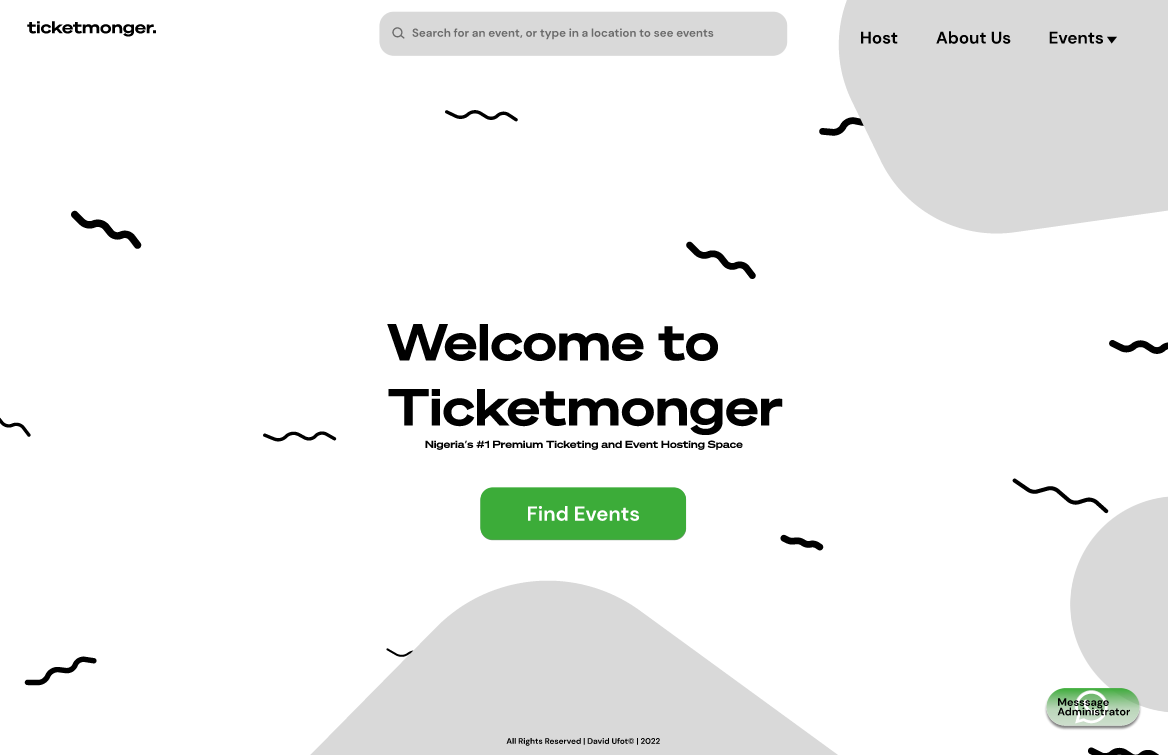 ticketmonger.
Search for an event, or type in a location to see events
Host
About Us
Events
Welcome to
Ticketmonger
Nigeria's #1 Premium Ticketing and Event Hosting Space
Find Events
Messsage
Administrator
All Rights Reserved | David Ufot© | 2022